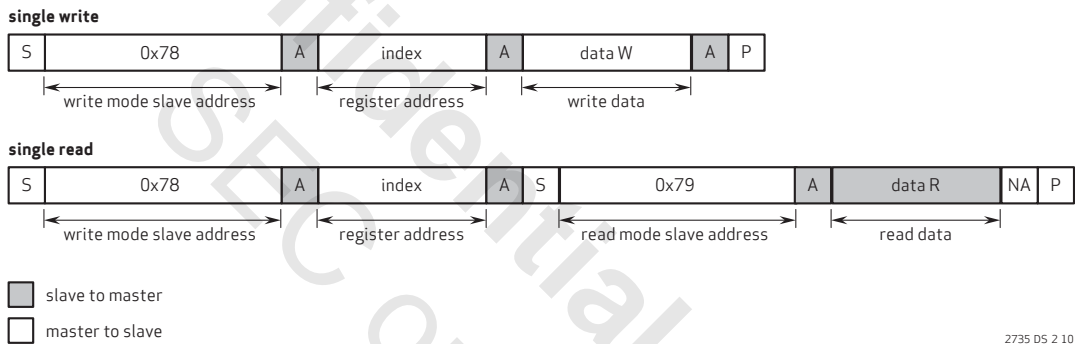 single write
S 0x78 A index A data W A P
write mode slave address register address write data
single read
S 0x78 A index A S 0x79 A data R NA P
write mode slave address register address read mode slave address read data
slave to master
master to slave
2735 DS 2 10
fidential
SEC